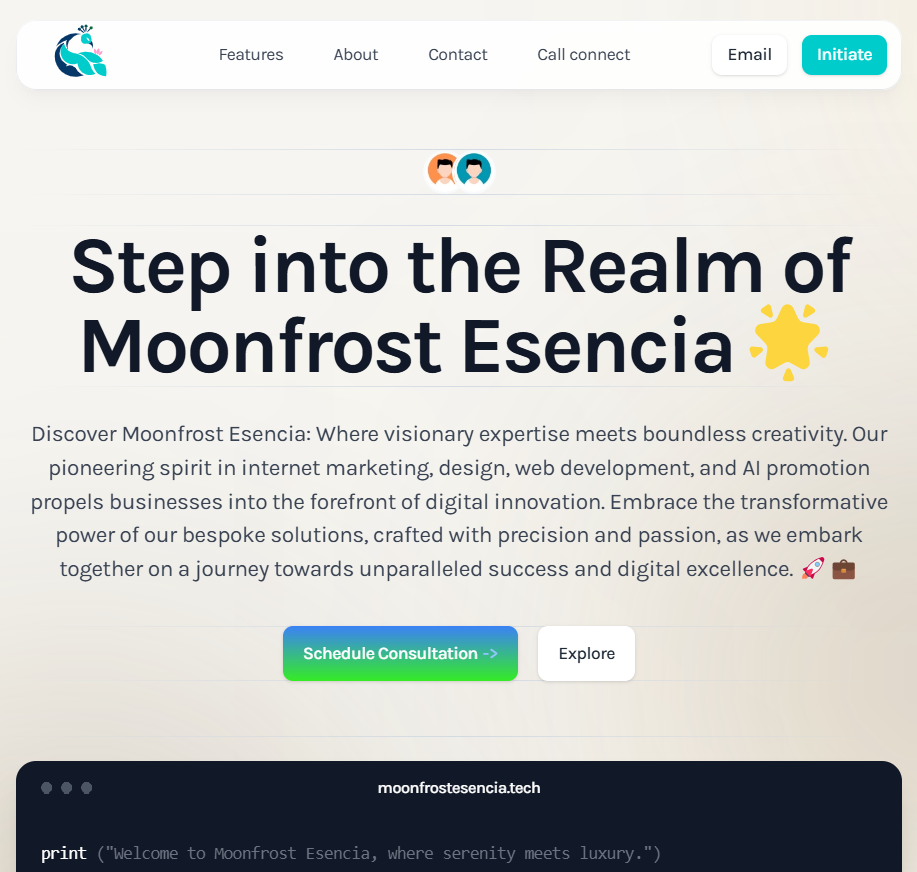 Features About Contact Call connect Email Initiate
Step into the Realm of
Moonfrost Esencia 🌟
Discover Moonfrost Esencia: Where visionary expertise meets boundless creativity. Our
pioneering spirit in internet marketing, design, web development, and AI promotion
propels businesses into the forefront of digital innovation. Embrace the transformative
power of our bespoke solutions, crafted with precision and passion, as we embark
together on a journey towards unparalleled success and digital excellence. 🚀 💼
Schedule Consultation -> Explore
moonfrostesencia.tech
print ("Welcome to Moonfrost Esencia, where serenity meets luxury.")